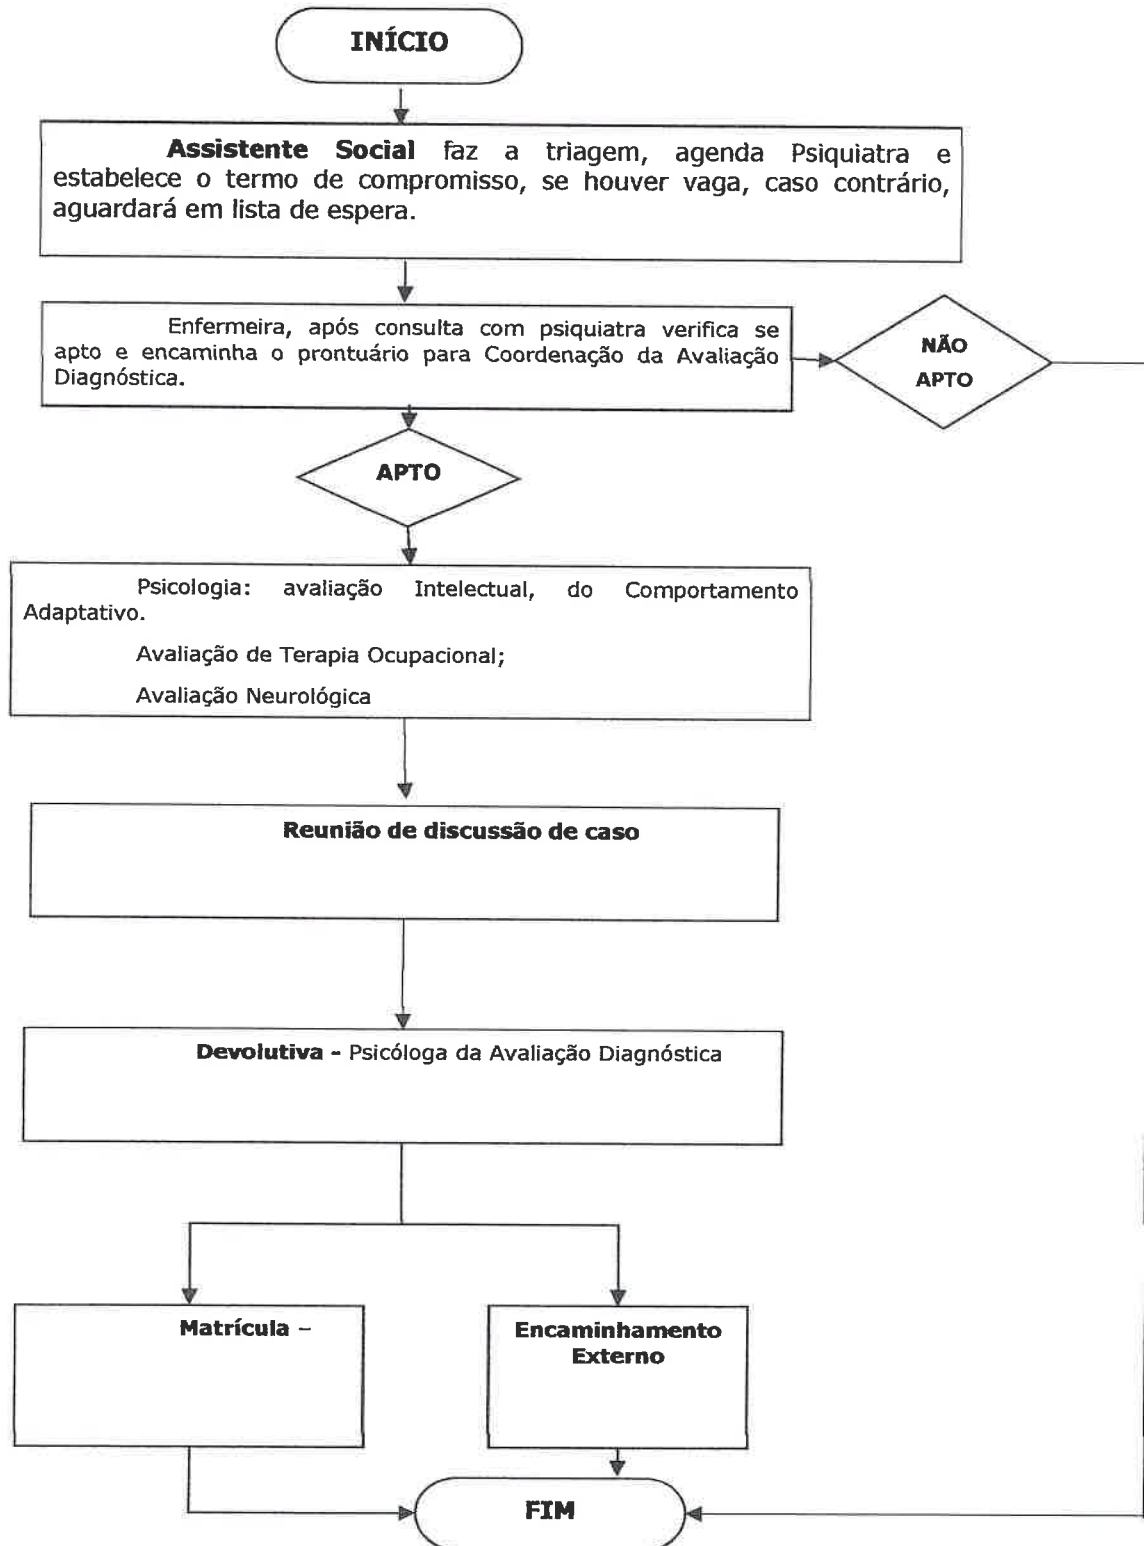 INÍCIO
Assistente Social faz a triagem, agenda Psiquiatra e
estabelece o termo de compromisso, se houver vaga, caso contrário,
aguardará em lista de espera.
Enfermeira, após consulta com psiquiatra verifica se
apto e encaminha o prontuário para Coordenação da Avaliação
Diagnóstica.
NÃO
APTO
APTO
Psicologia: avaliação Intelectual, do Comportamento
Adaptativo.
Avaliação de Terapia Ocupacional;
Avaliação Neurológica
Reunião de discussão de caso
Devolutiva - Psicóloga da Avaliação Diagnóstica
Matrícula –
Encaminhamento
Externo
FIM